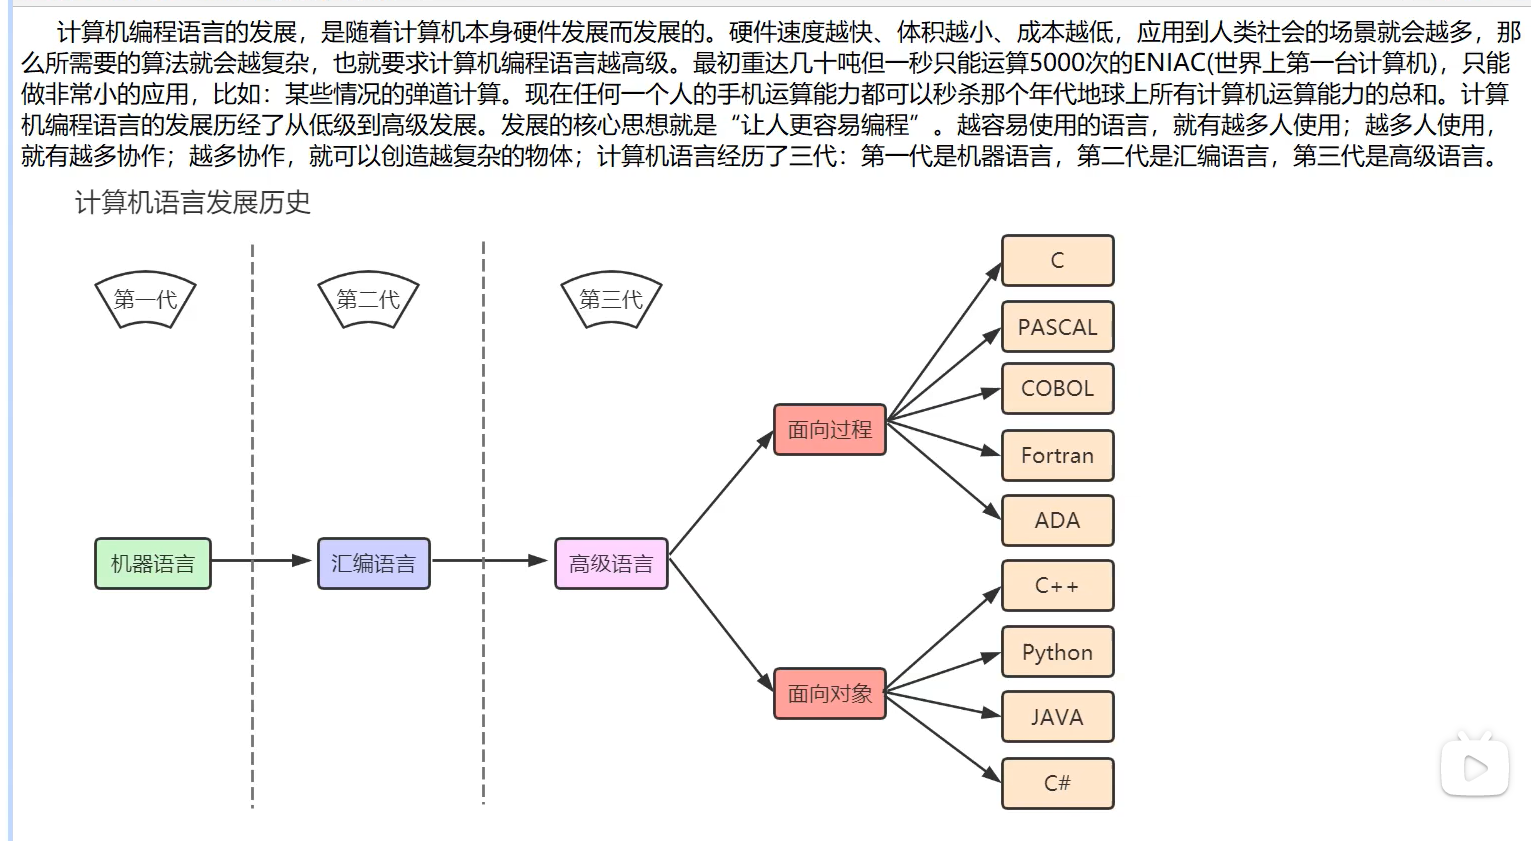 计算机编程语言的发展，是随着计算机本身硬件发展而发展的。硬件速度越快、体积越小、成本越低，应用到人类社会的场景就会越多，那
么所需要的算法就会越复杂，也就要求计算机编程语言越高级。最初重达几十吨但一秒只能运算5000次的ENIAC(世界上第一台计算机)，只能
做非常小的应用，比如：某些情况的弹道计算。现在任何一个人的手机运算能力都可以秒杀那个年代地球上所有计算机运算能力的总和。计算
机编程语言的发展历经了从低级到高级发展。发展的核心思想就是“让人更容易编程”。越容易使用的语言，就有越多人使用；越多人使用，
就有越多协作；越多协作，就可以创造越复杂的物体；计算机语言经历了三代：第一代是机器语言，第二代是汇编语言，第三代是高级语言。
计算机语言发展历史
第一代
第二代
第三代
机器语言
汇编语言
高级语言
面向过程
面向对象
C
PASCAL
COBOL
Fortran
ADA
C++
Python
JAVA
C#